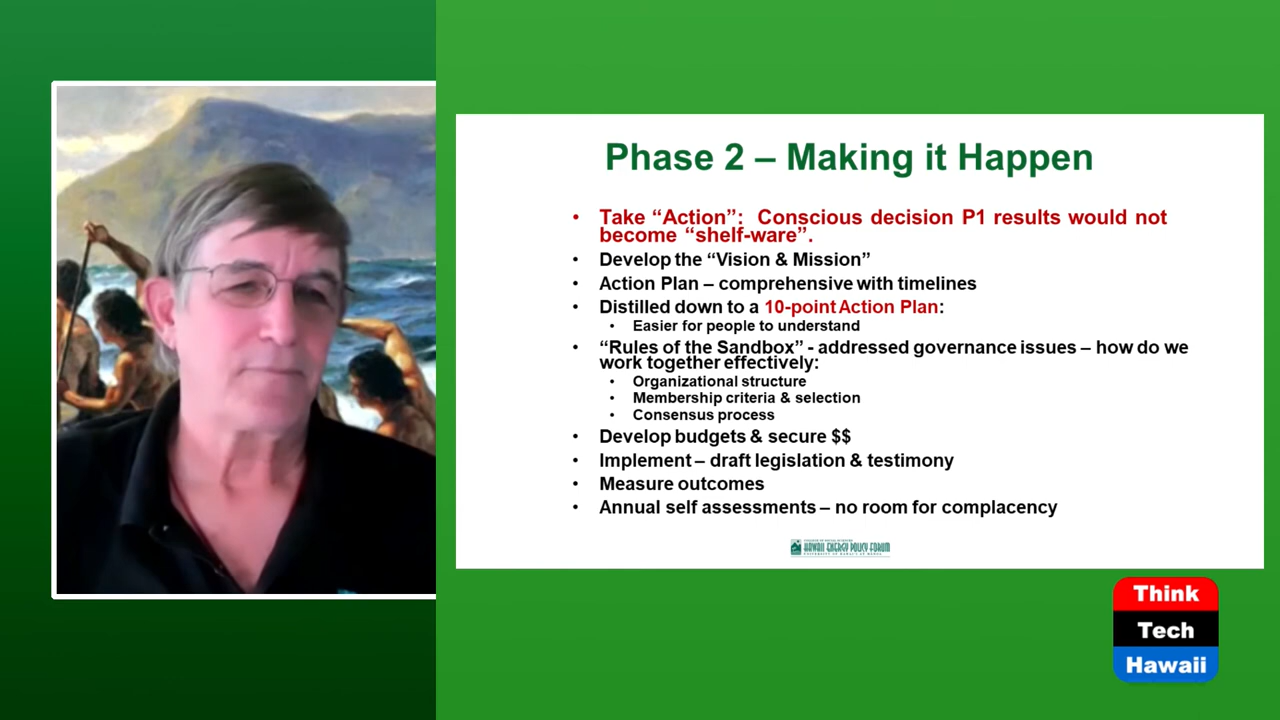 Phase 2 – Making it Happen
• Take “Action”: Conscious decision P1 results would not
become “shelf-ware”.
• Develop the “Vision & Mission”
• Action Plan – comprehensive with timelines
• Distilled down to a 10-point Action Plan:
• Easier for people to understand
• “Rules of the Sandbox” - addressed governance issues – how do we
work together effectively:
• Organizational structure
• Membership criteria & selection
• Consensus process
• Develop budgets & secure $$
• Implement – draft legislation & testimony
• Measure outcomes
• Annual self assessments – no room for complacency
HAWAII ENERGY POLICY FORUM
Think
Tech
Hawaii